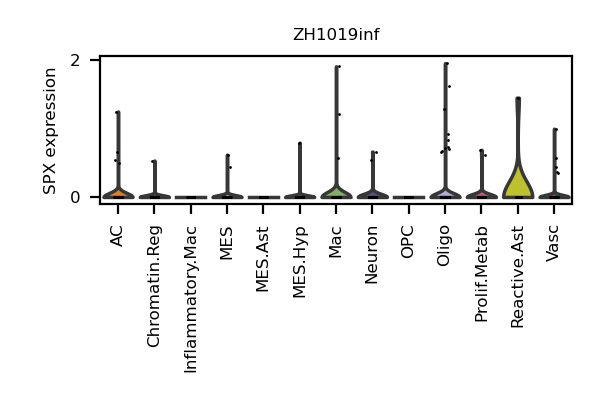 ZH1019inf
SPX expression
2
0
AC
Chromatin.Reg
Inflammatory.Mac
MES
MES.Ast
MES.Hyp
Mac
Neuron
OPC
Oligo
Prolif.Metab
Reactive.Ast
Vasc